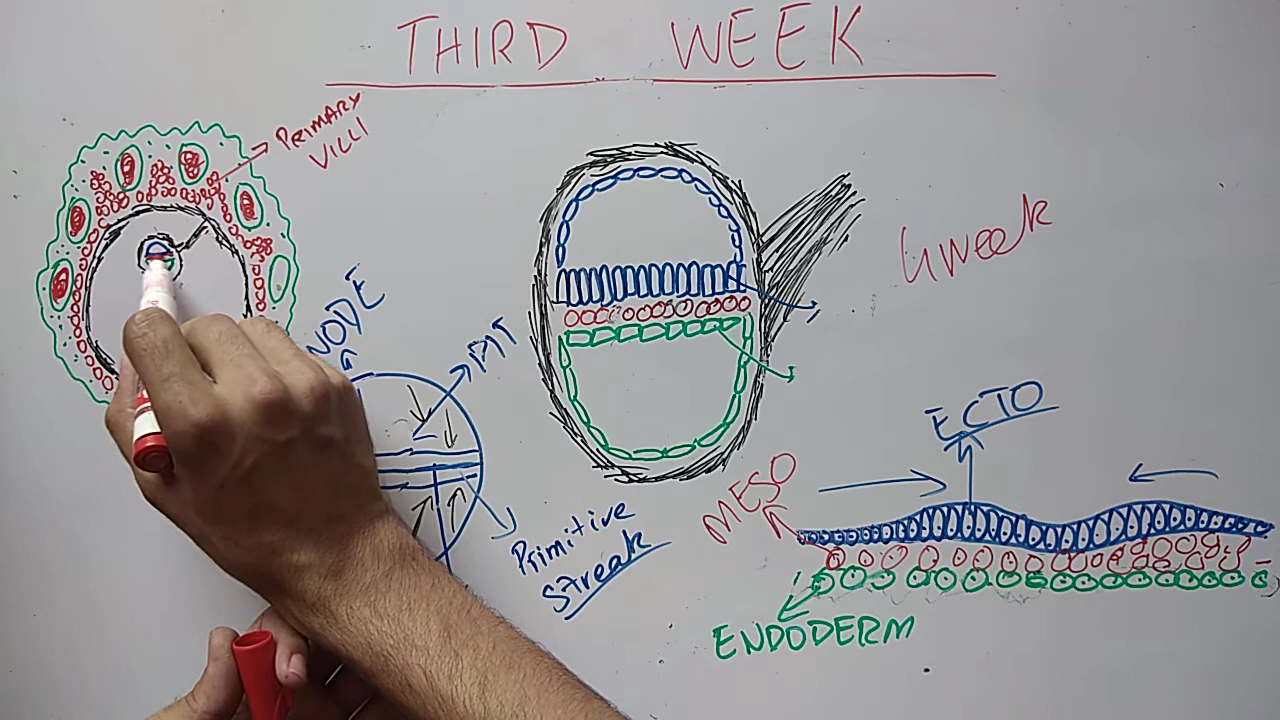 THIRD WEEK
PRIMARY
VILLI
NODE
PIT
4week
ECTO
MESO
Primitive
streak
ENDODERM